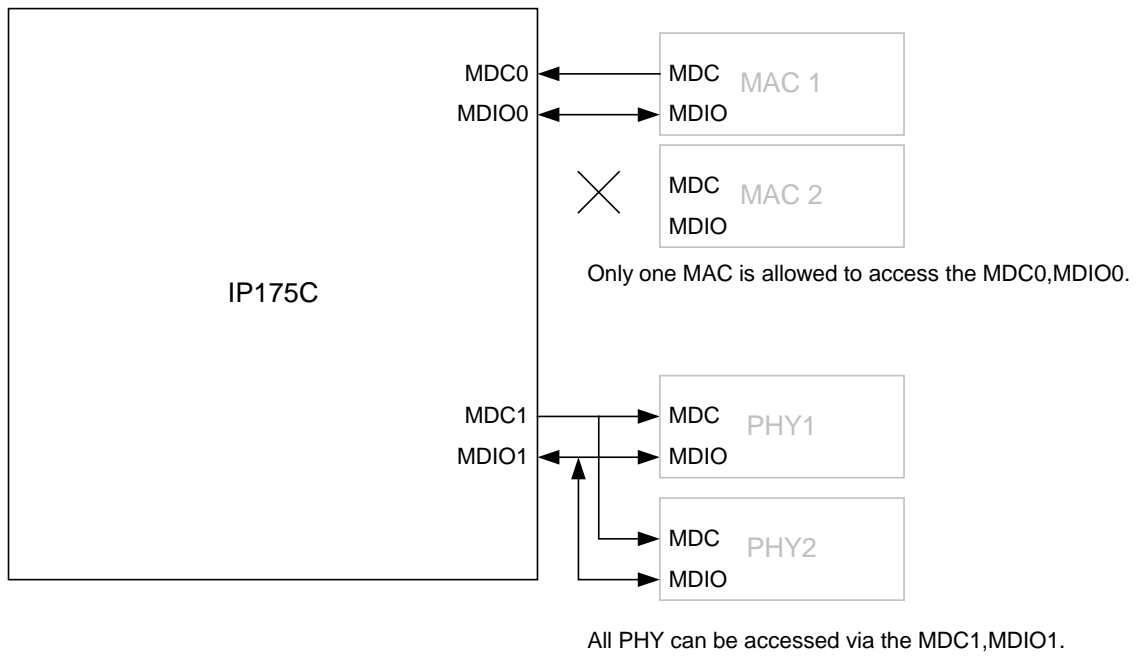 MDC0 MDC MAC 1
MDIO0 MDIO
MDC MAC 2
MDIO
Only one MAC is allowed to access the MDC0,MDIO0.
IP175C
MDC1 MDC PHY1
MDIO1 MDIO
MDC PHY2
MDIO
All PHY can be accessed via the MDC1,MDIO1.